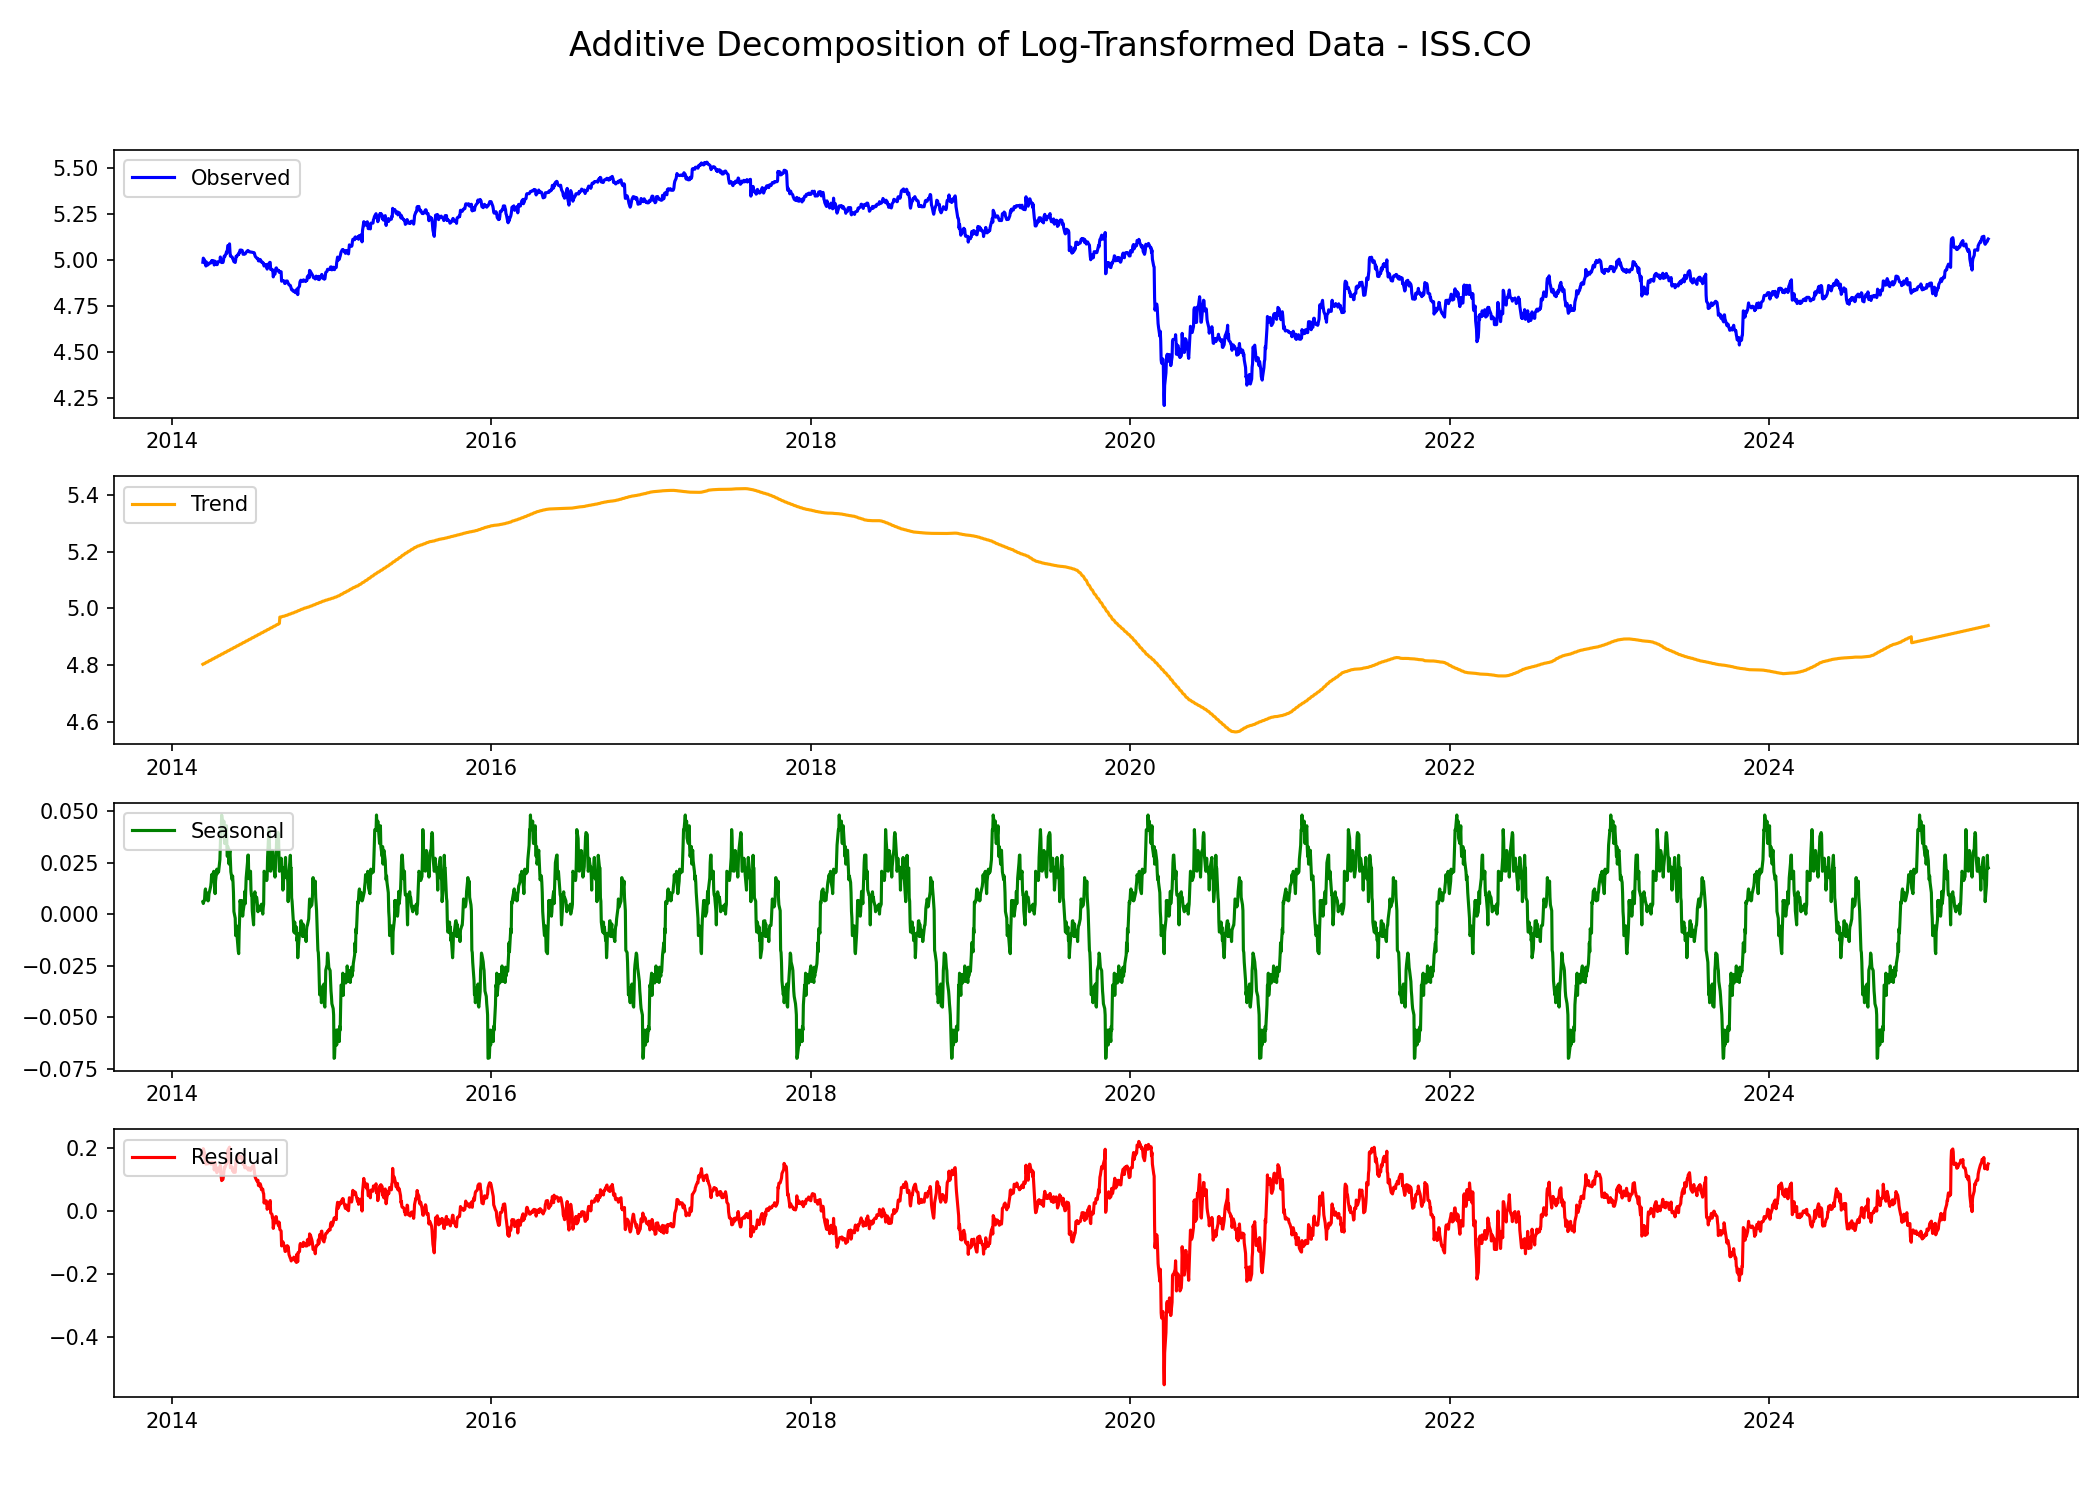 Additive Decomposition of Log-Transformed Data - ISS.CO
5.50
5.25
5.00
4.75
4.50
4.25
Observed
2014 2016 2018 2020 2022 2024
5.4
5.2
5.0
4.8
4.6
Trend
2014 2016 2018 2020 2022 2024
0.050
0.025
0.000
−0.025
−0.050
−0.075
Seasonal
2014 2016 2018 2020 2022 2024
0.2
0.0
−0.2
−0.4
Residual
2014 2016 2018 2020 2022 2024